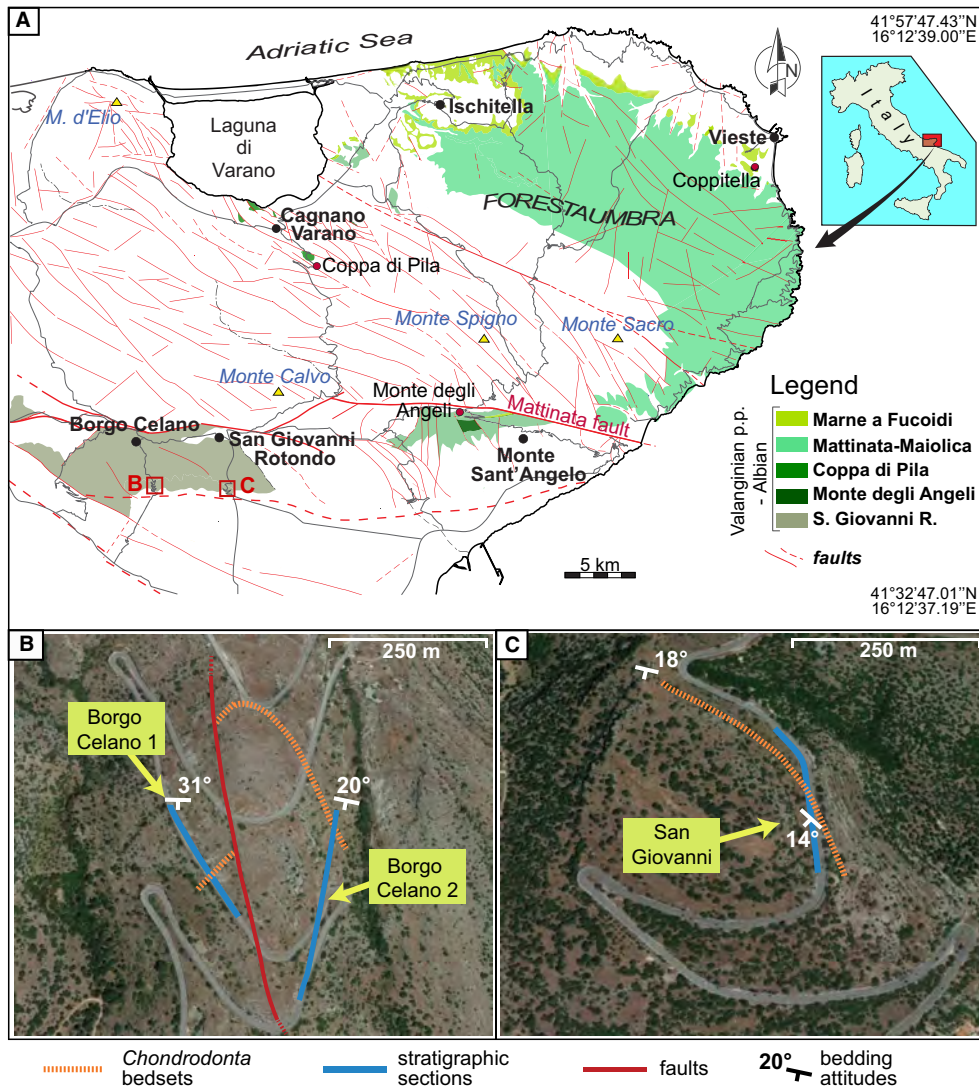 A
41°57'47.43"N
16°12'39.00"E
Adriatic Sea
N
Italy
M. d'Elio
Laguna
di
Varano
Ischitella
Vieste
Coppitella
FORESTAUMBRA
Cagnano
Varano
Coppa di Pila
Monte Spigno
Monte Sacro
Monte Calvo
Monte degli
Angeli
Mattinata fault
Borgo Celano
San Giovanni
Rotondo
Monte
Sant'Angelo
B
C
Legend
Valanginian p.p.
- Albian
Marne a Fucoidi
Mattinata-Maiolica
Coppa di Pila
Monte degli Angeli
S. Giovanni R.
faults
5 km
41°32'47.01"N
16°12'37.19"E
B
250 m
Borgo
Celano 1
31°
20°
Borgo
Celano 2
C
250 m
18°
San
Giovanni
14°
Chondrodonta
bedsets
stratigraphic
sections
faults
20°
bedding
attitudes